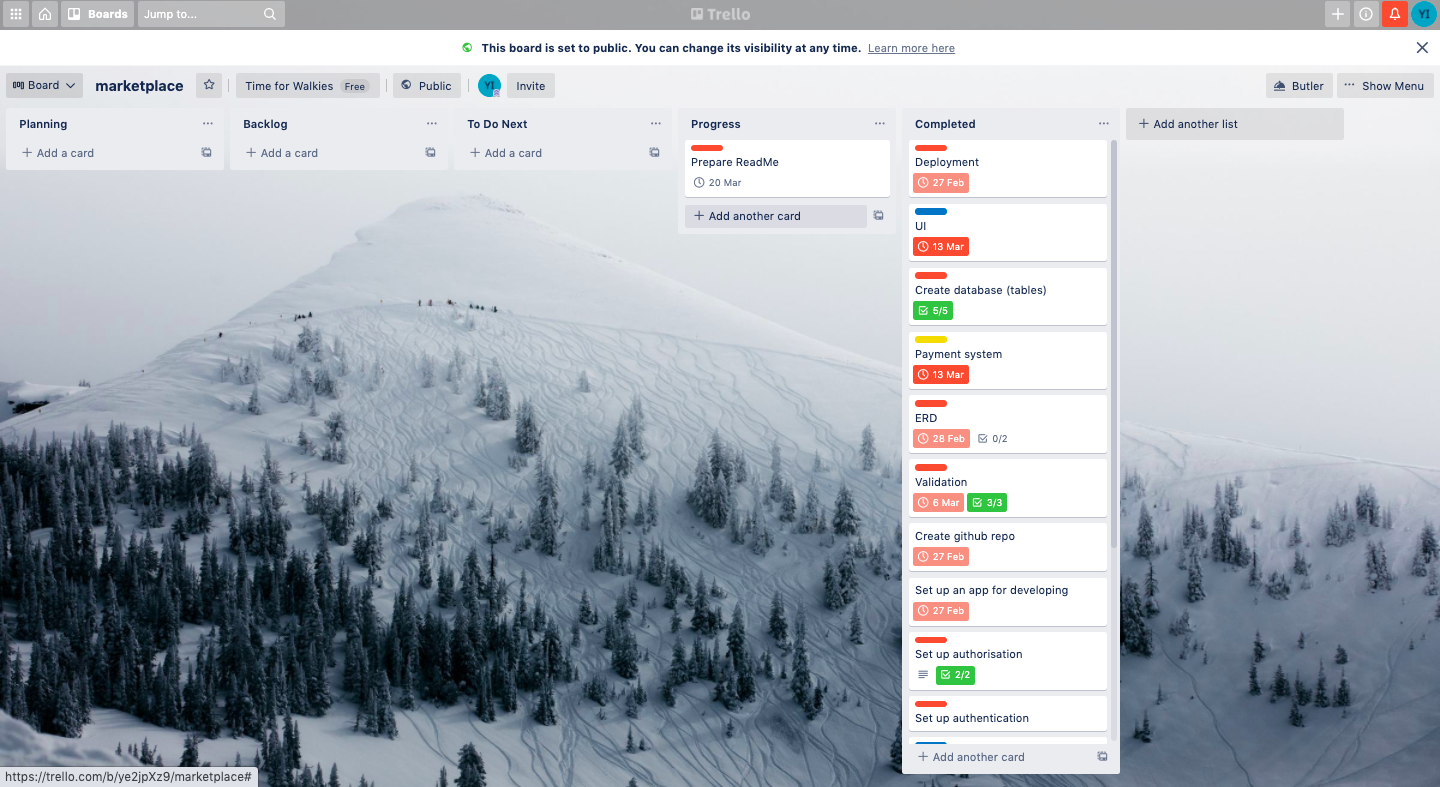 Boards
Jump to...
Trello
YI
This board is set to public. You can change its visibility at any time. Learn more here
Board
marketplace
Time for Walkies Free
Public
YI
Invite
Butler
Show Menu
Planning
Add a card
Backlog
Add a card
To Do Next
Add a card
Progress
Prepare ReadMe
20 Mar
Add another card
Completed
Deployment
27 Feb
UI
13 Mar
Create database (tables)
5/5
Payment system
13 Mar
ERD
28 Feb 0/2
Validation
6 Mar 3/3
Create github repo
27 Feb
Set up an app for developing
27 Feb
Set up authorisation
2/2
Set up authentication
Add another card
Add another list
https://trello.com/b/ye2jpXz9/marketplace#